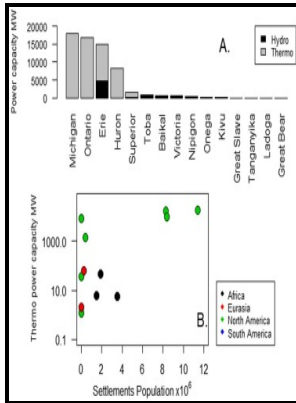 Power capacity MW
20000
15000
10000
5000
0
A.
Hydro
Thermo
Michigan
Ontario
Erie
Huron
Superior
Toba
Baikal
Victoria
Nipigon
Onega
Kivu
Great Slave
Tanganyika
Ladoga
Great Bear
Thermo power capacity MW
1000.0
10.0
0.1
B.
Africa
Eurasia
North America
South America
0 2 4 6 8 10 12
Settlements Population ×10⁶